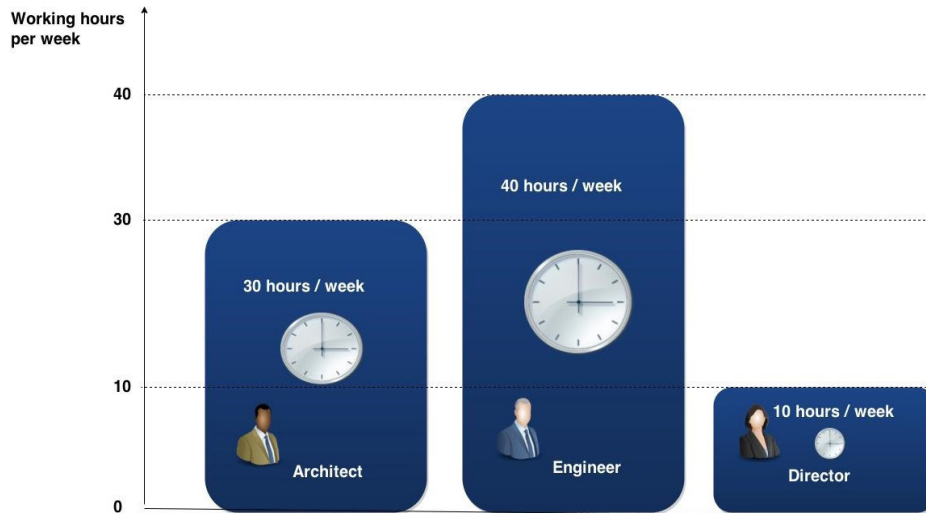 Working hours
per week
40
40 hours / week
30
30 hours / week
10
10 hours / week
Architect
Engineer
Director
0